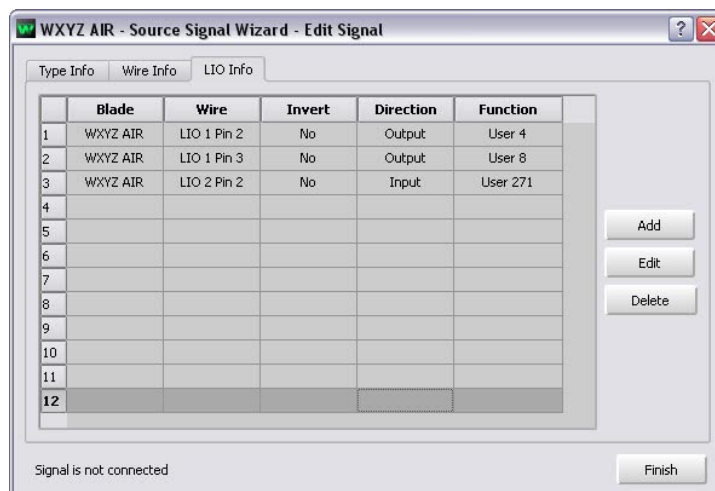 WXYZ AIR - Source Signal Wizard - Edit Signal
Type Info Wire Info LIO Info
Blade Wire Invert Direction Function
1 WXYZ AIR LIO 1 Pin 2 No Output User 4
2 WXYZ AIR LIO 1 Pin 3 No Output User 8
3 WXYZ AIR LIO 2 Pin 2 No Input User 271
4
5
6
7
8
9
10
11
12
Add
Edit
Delete
Signal is not connected
Finish